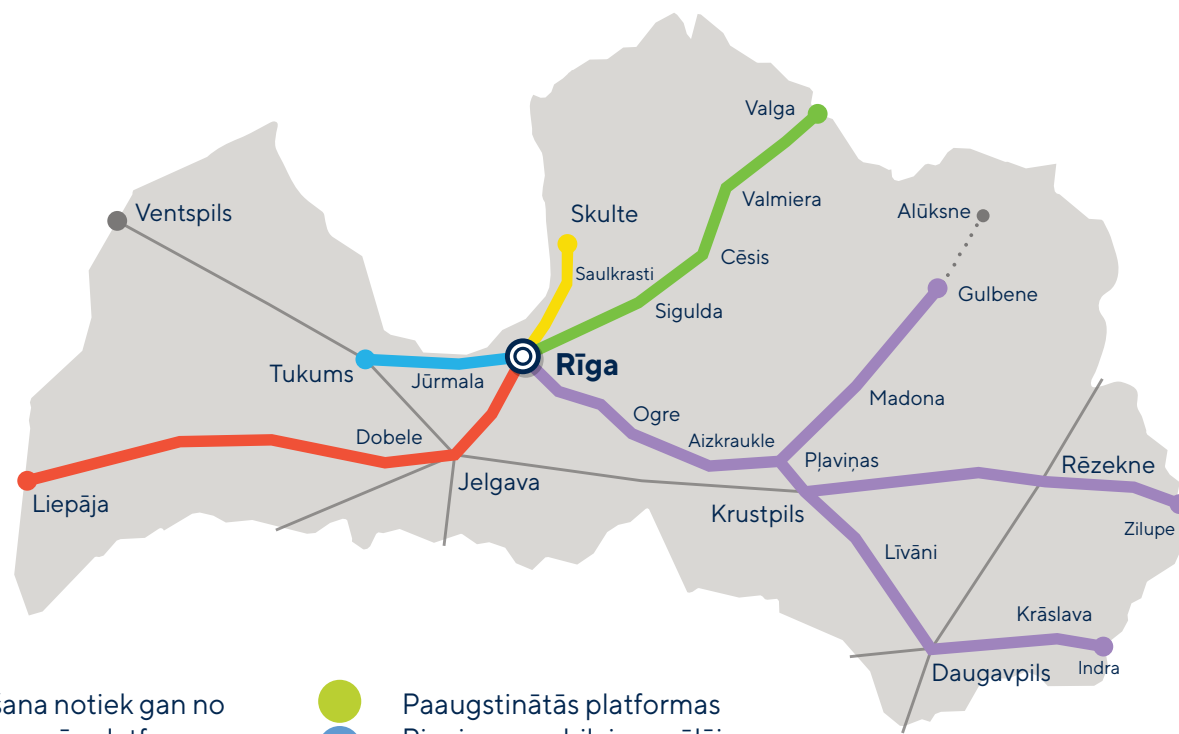 Valga
Ventspils
Skulte
Valmiera
Alūksne
Cēsis
Saulkrasti
Gulbene
Sigulda
Rīga
Tukums
Jūrmala
Madona
Ogre
Dobele
Aizkraukle
Pļaviņas
Rēzekne
Jelgava
Liepāja
Krustpils
Zilupe
Līvāni
Krāslava
Daugavpils
Indra
notiek gan no
Paaugstinātās platformas